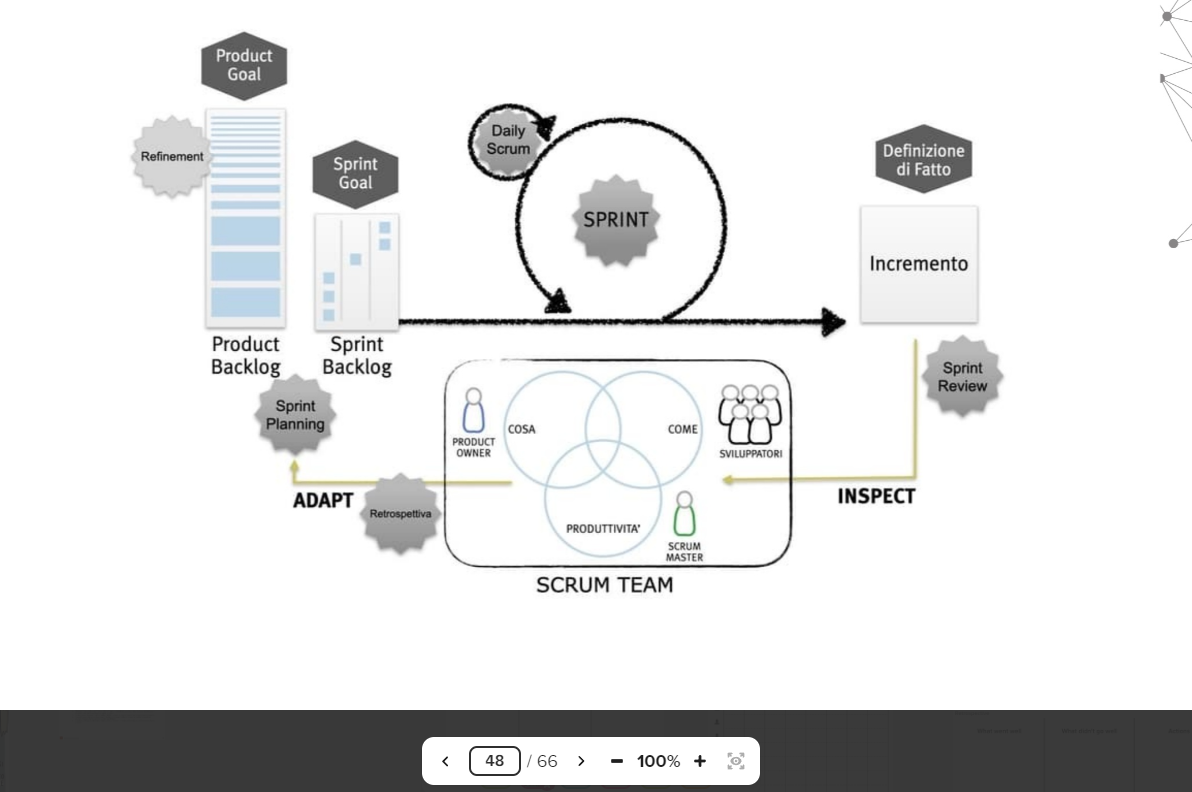 Product
Goal
Refinement
Sprint
Goal
Daily
Scrum
SPRINT
Definizione
di Fatto
Incremento
Product
Backlog
Sprint
Backlog
Sprint
Review
Sprint
Planning
PRODUCT
OWNER
COSA
COME
SVILUPPATORI
ADAPT
Retrospettiva
INSPECT
PRODUTTIVITA'
SCRUM
MASTER
SCRUM TEAM
48 / 66
100%